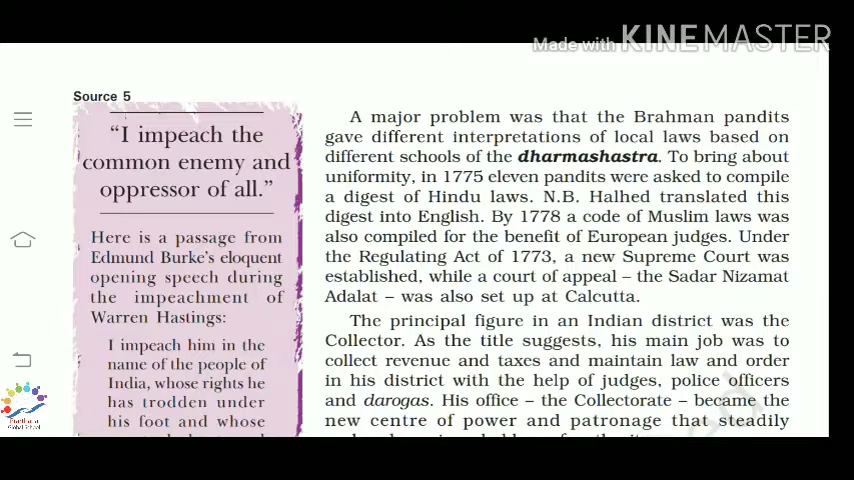 Made with KINEMASTER
Source 5
"I impeach the
common enemy and
oppressor of all."
Here is a passage from
Edmund Burke's eloquent
opening speech during
the impeachment of
Warren Hastings:
I impeach him in the
name of the people of
India, whose rights he
has trodden under
his foot and whose
A major problem was that the Brahman pandits
gave different interpretations of local laws based on
different schools of the dharmashastra. To bring about
uniformity, in 1775 eleven pandits were asked to compile
a digest of Hindu laws. N.B. Halhed translated this
digest into English. By 1778 a code of Muslim laws was
also compiled for the benefit of European judges. Under
the Regulating Act of 1773, a new Supreme Court was
established, while a court of appeal – the Sadar Nizamat
Adalat – was also set up at Calcutta.
The principal figure in an Indian district was the
Collector. As the title suggests, his main job was to
collect revenue and taxes and maintain law and order
in his district with the help of judges, police officers
and darogas. His office – the Collectorate – became the
new centre of power and patronage that steadily
Global School